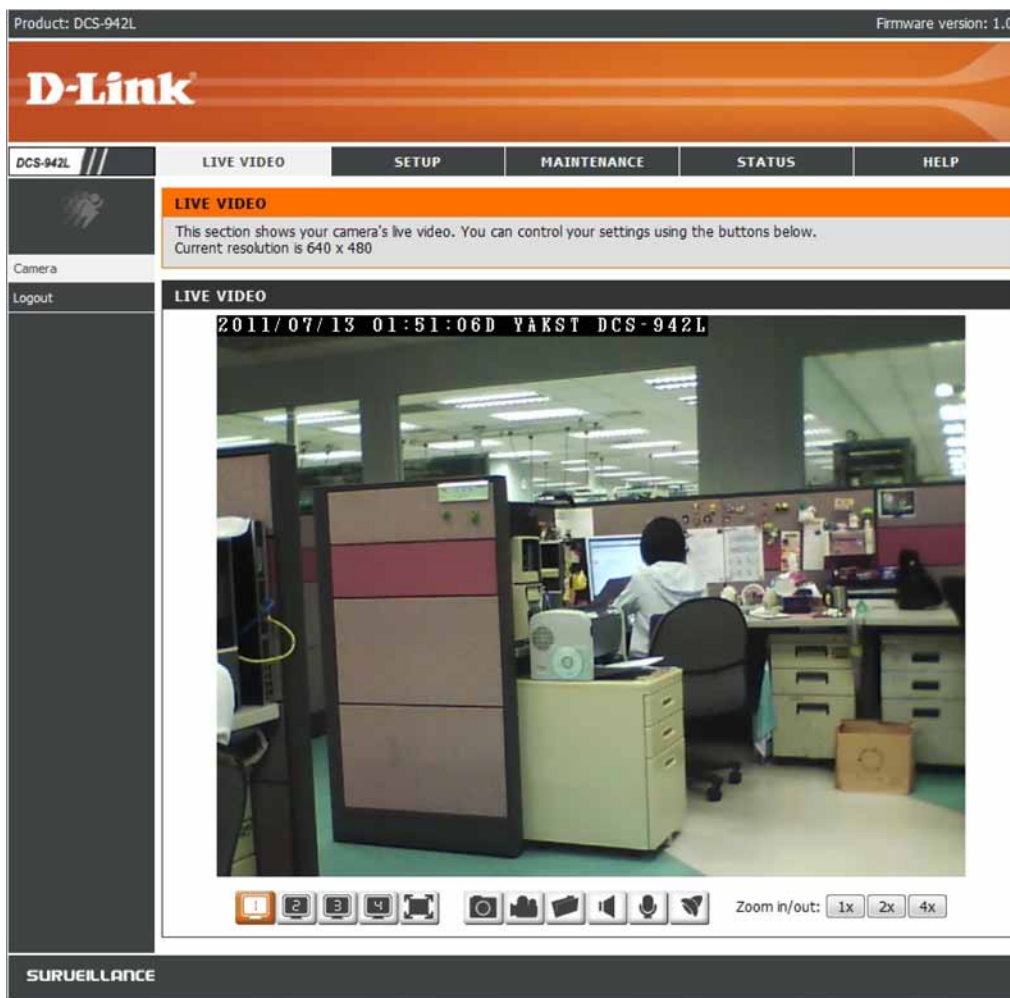 Product: DCS-942L Firmware version: 1.0
D-Link
DCS-942L LIVE VIDEO SETUP MAINTENANCE STATUS HELP
LIVE VIDEO
This section shows your camera's live video. You can control your settings using the buttons below.
Current resolution is 640 x 480
Camera
Logout
LIVE VIDEO
2011/07/13 01:51:06D YAKST DCS-942L
1 2 3 4 Zoom in/out: 1x 2x 4x
SURVEILLANCE